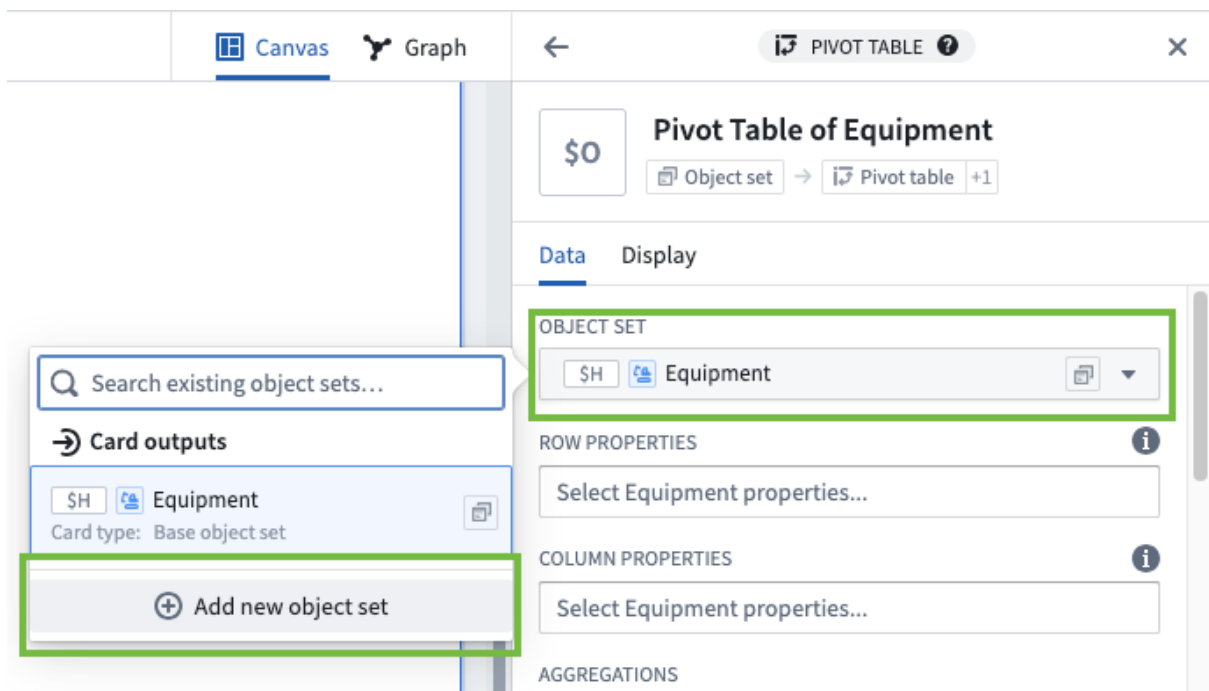 Canvas
Graph
PIVOT TABLE
$O
Pivot Table of Equipment
Object set
Pivot table
+1
Data
Display
OBJECT SET
$H
Equipment
ROW PROPERTIES
Select Equipment properties...
COLUMN PROPERTIES
Select Equipment properties...
AGGREGATIONS
Search existing object sets...
Card outputs
$H
Equipment
Card type: Base object set
Add new object set